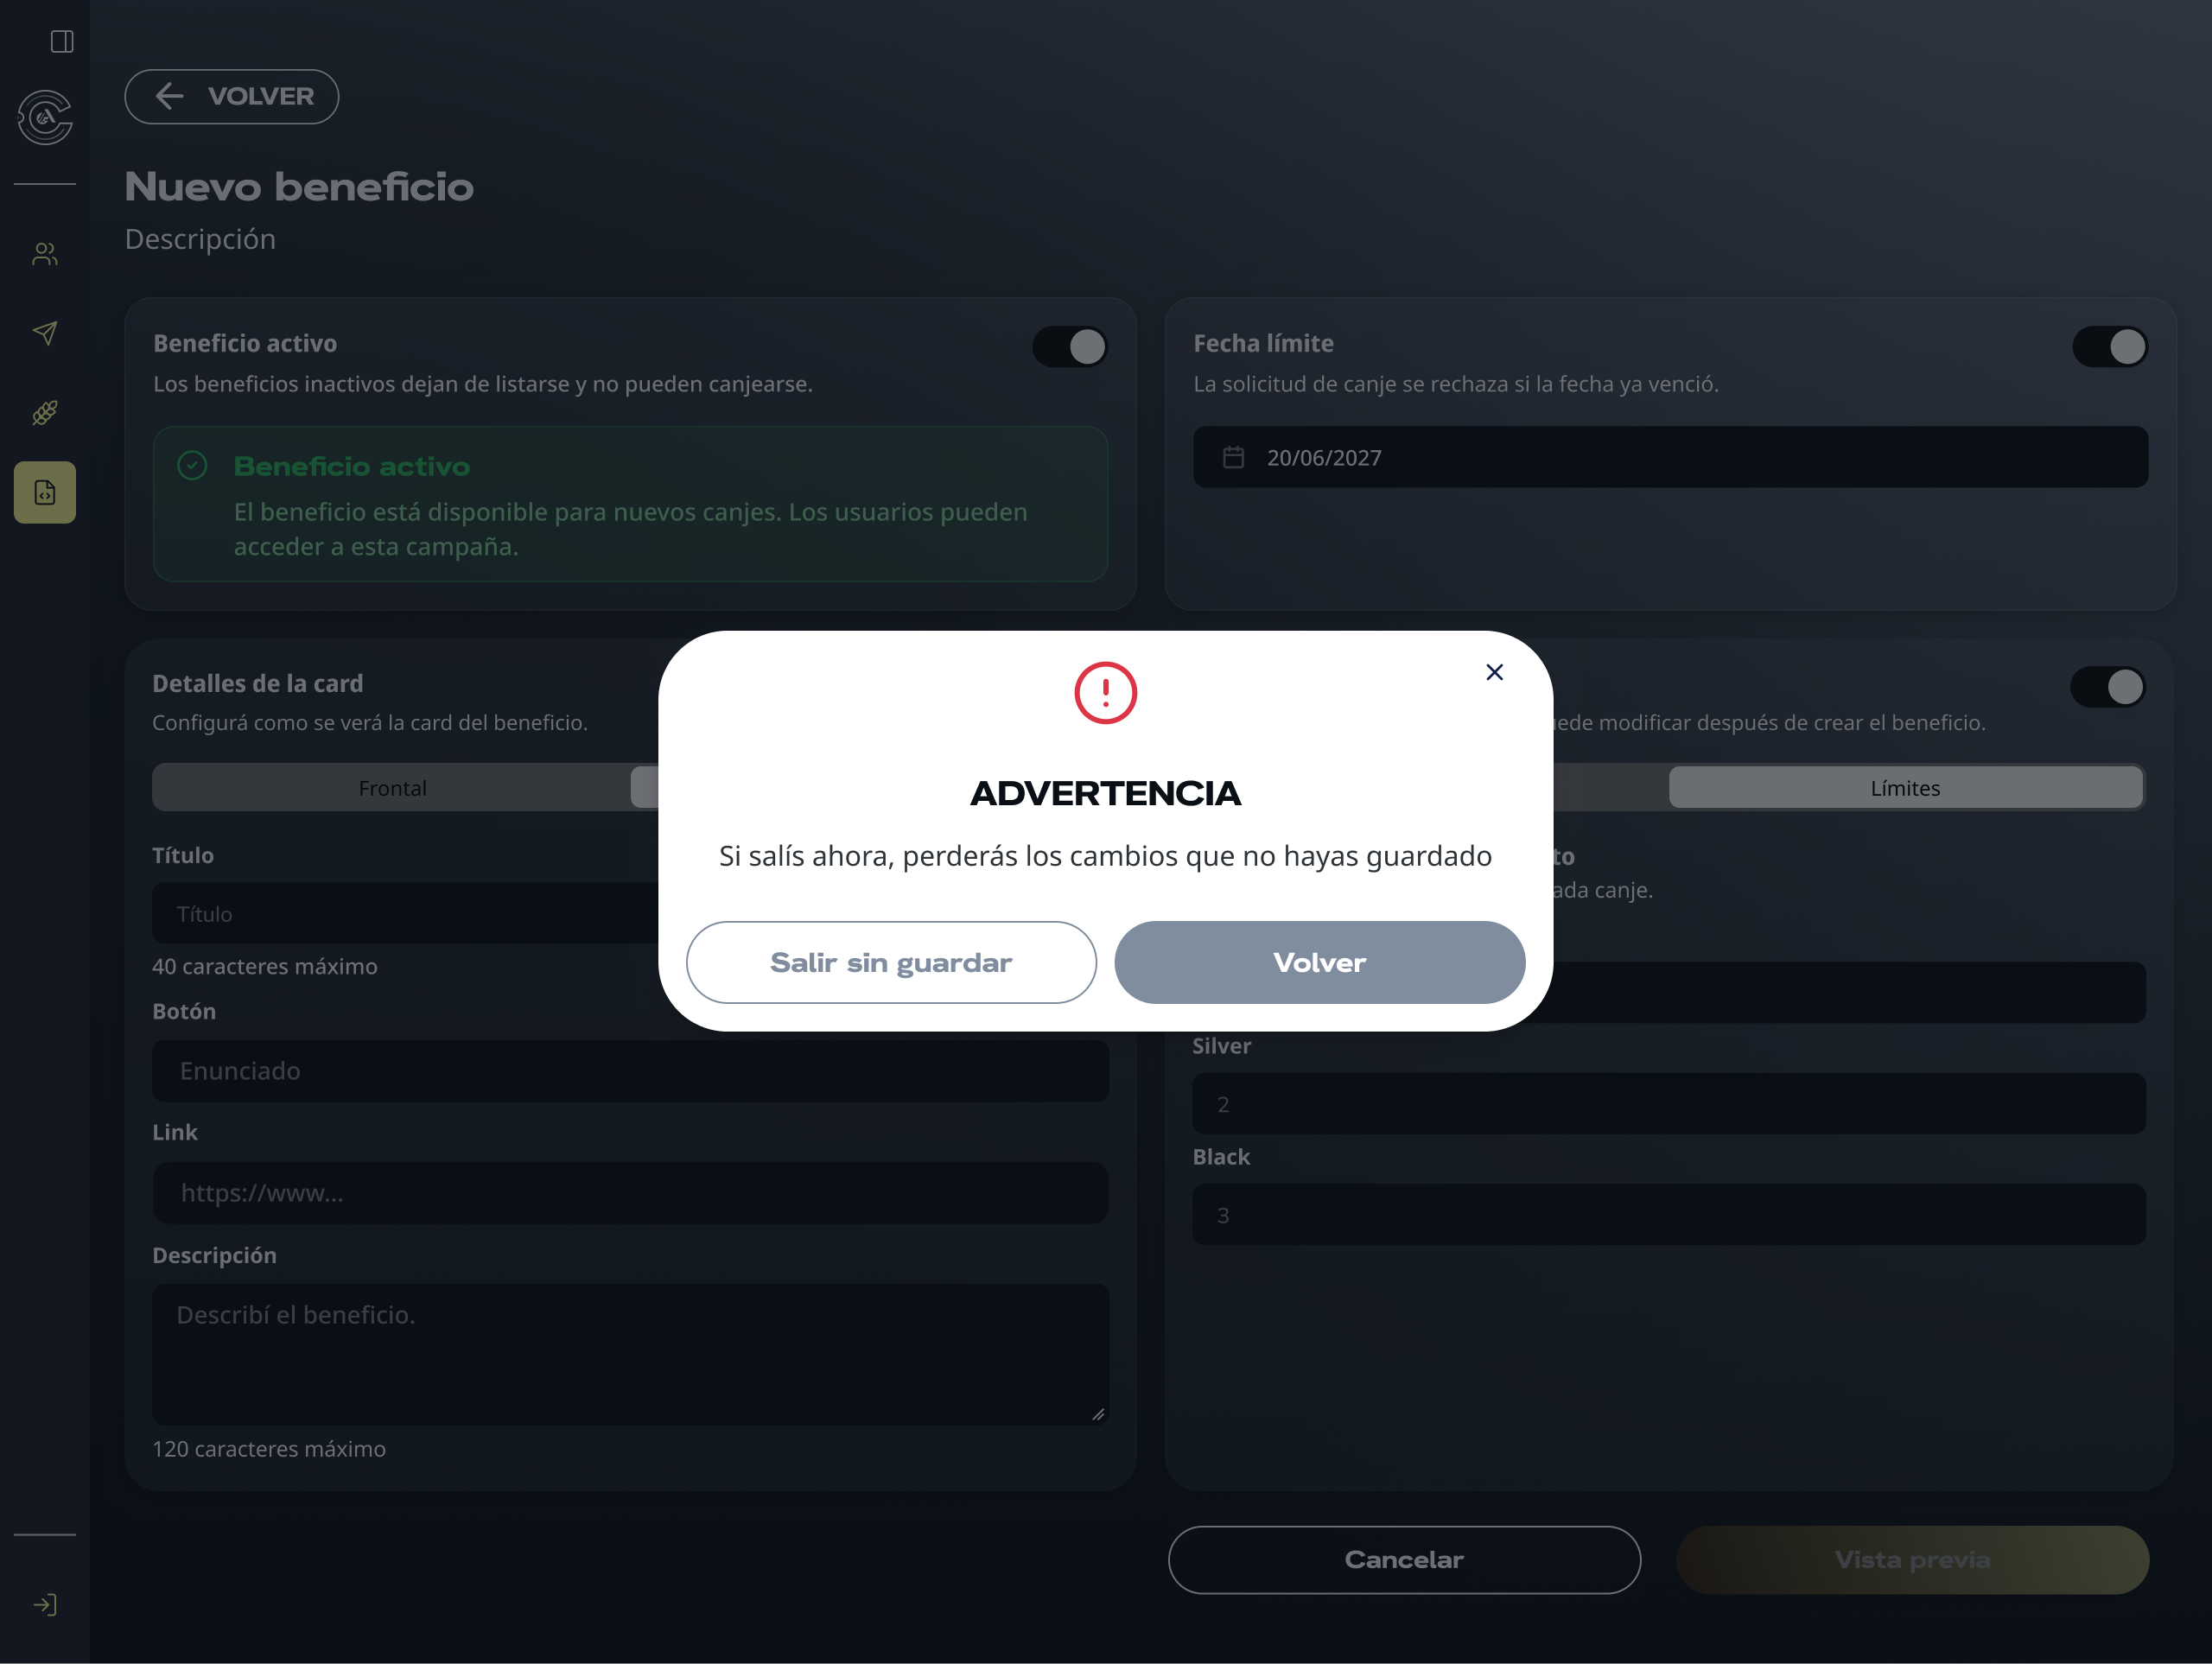 VOLVER
Nuevo beneficio
Descripción
Beneficio activo
Los beneficios inactivos dejan de listarse y no pueden canjearse.
Beneficio activo
El beneficio está disponible para nuevos canjes. Los usuarios pueden
acceder a esta campaña.
Fecha límite
La solicitud de canje se rechaza si la fecha ya venció.
20/06/2027
Detalles de la card
Configurá como se verá la card del beneficio.
Frontal
Título
Título
40 caracteres máximo
Botón
Enunciado
Link
https://www...
Descripción
Describí el beneficio.
120 caracteres máximo
modificar después de crear el beneficio.
Límites
canje.
Silver
2
Black
3
ADVERTENCIA
Si salís ahora, perderás los cambios que no hayas guardado
Salir sin guardar
Volver
Cancelar
Vista previa